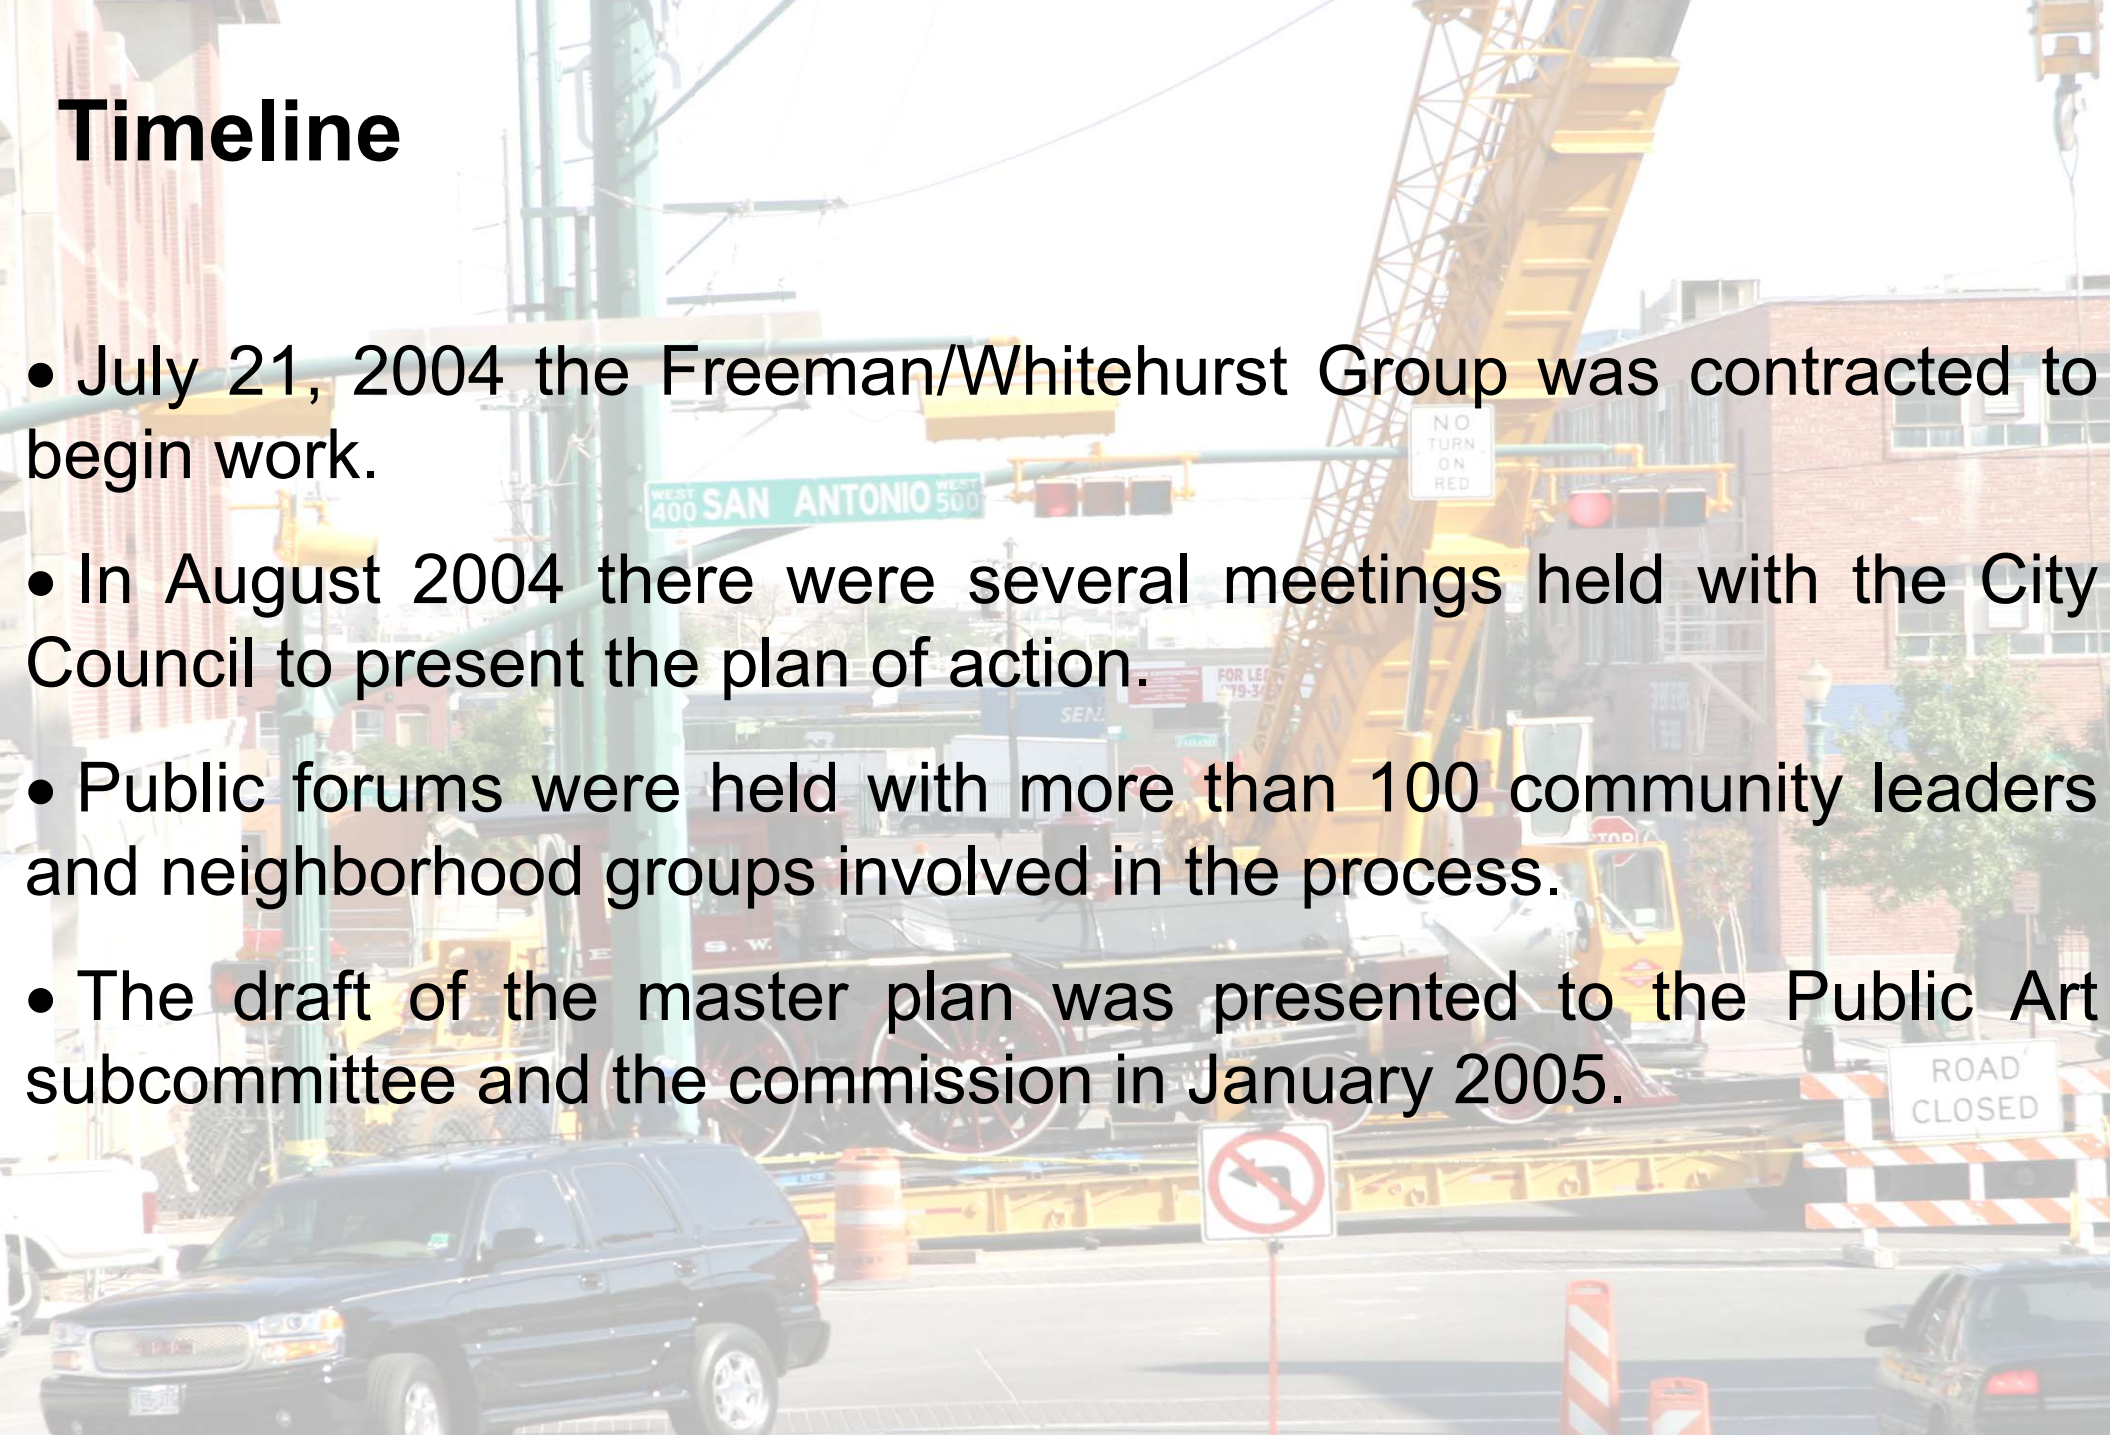 Timeline
• July 21, 2004 the Freeman/Whitehurst Group was contracted to
begin work.
WEST 400 SAN ANTONIO WEST 500
NO
TURN
ON
RED
• In August 2004 there were several meetings held with the City
Council to present the plan of action.
FOR
• Public forums were held with more than 100 community leaders
and neighborhood groups involved in the process.
STOP
S. W.
• The draft of the master plan was presented to the Public Art
subcommittee and the commission in January 2005.
ROAD
CLOSED